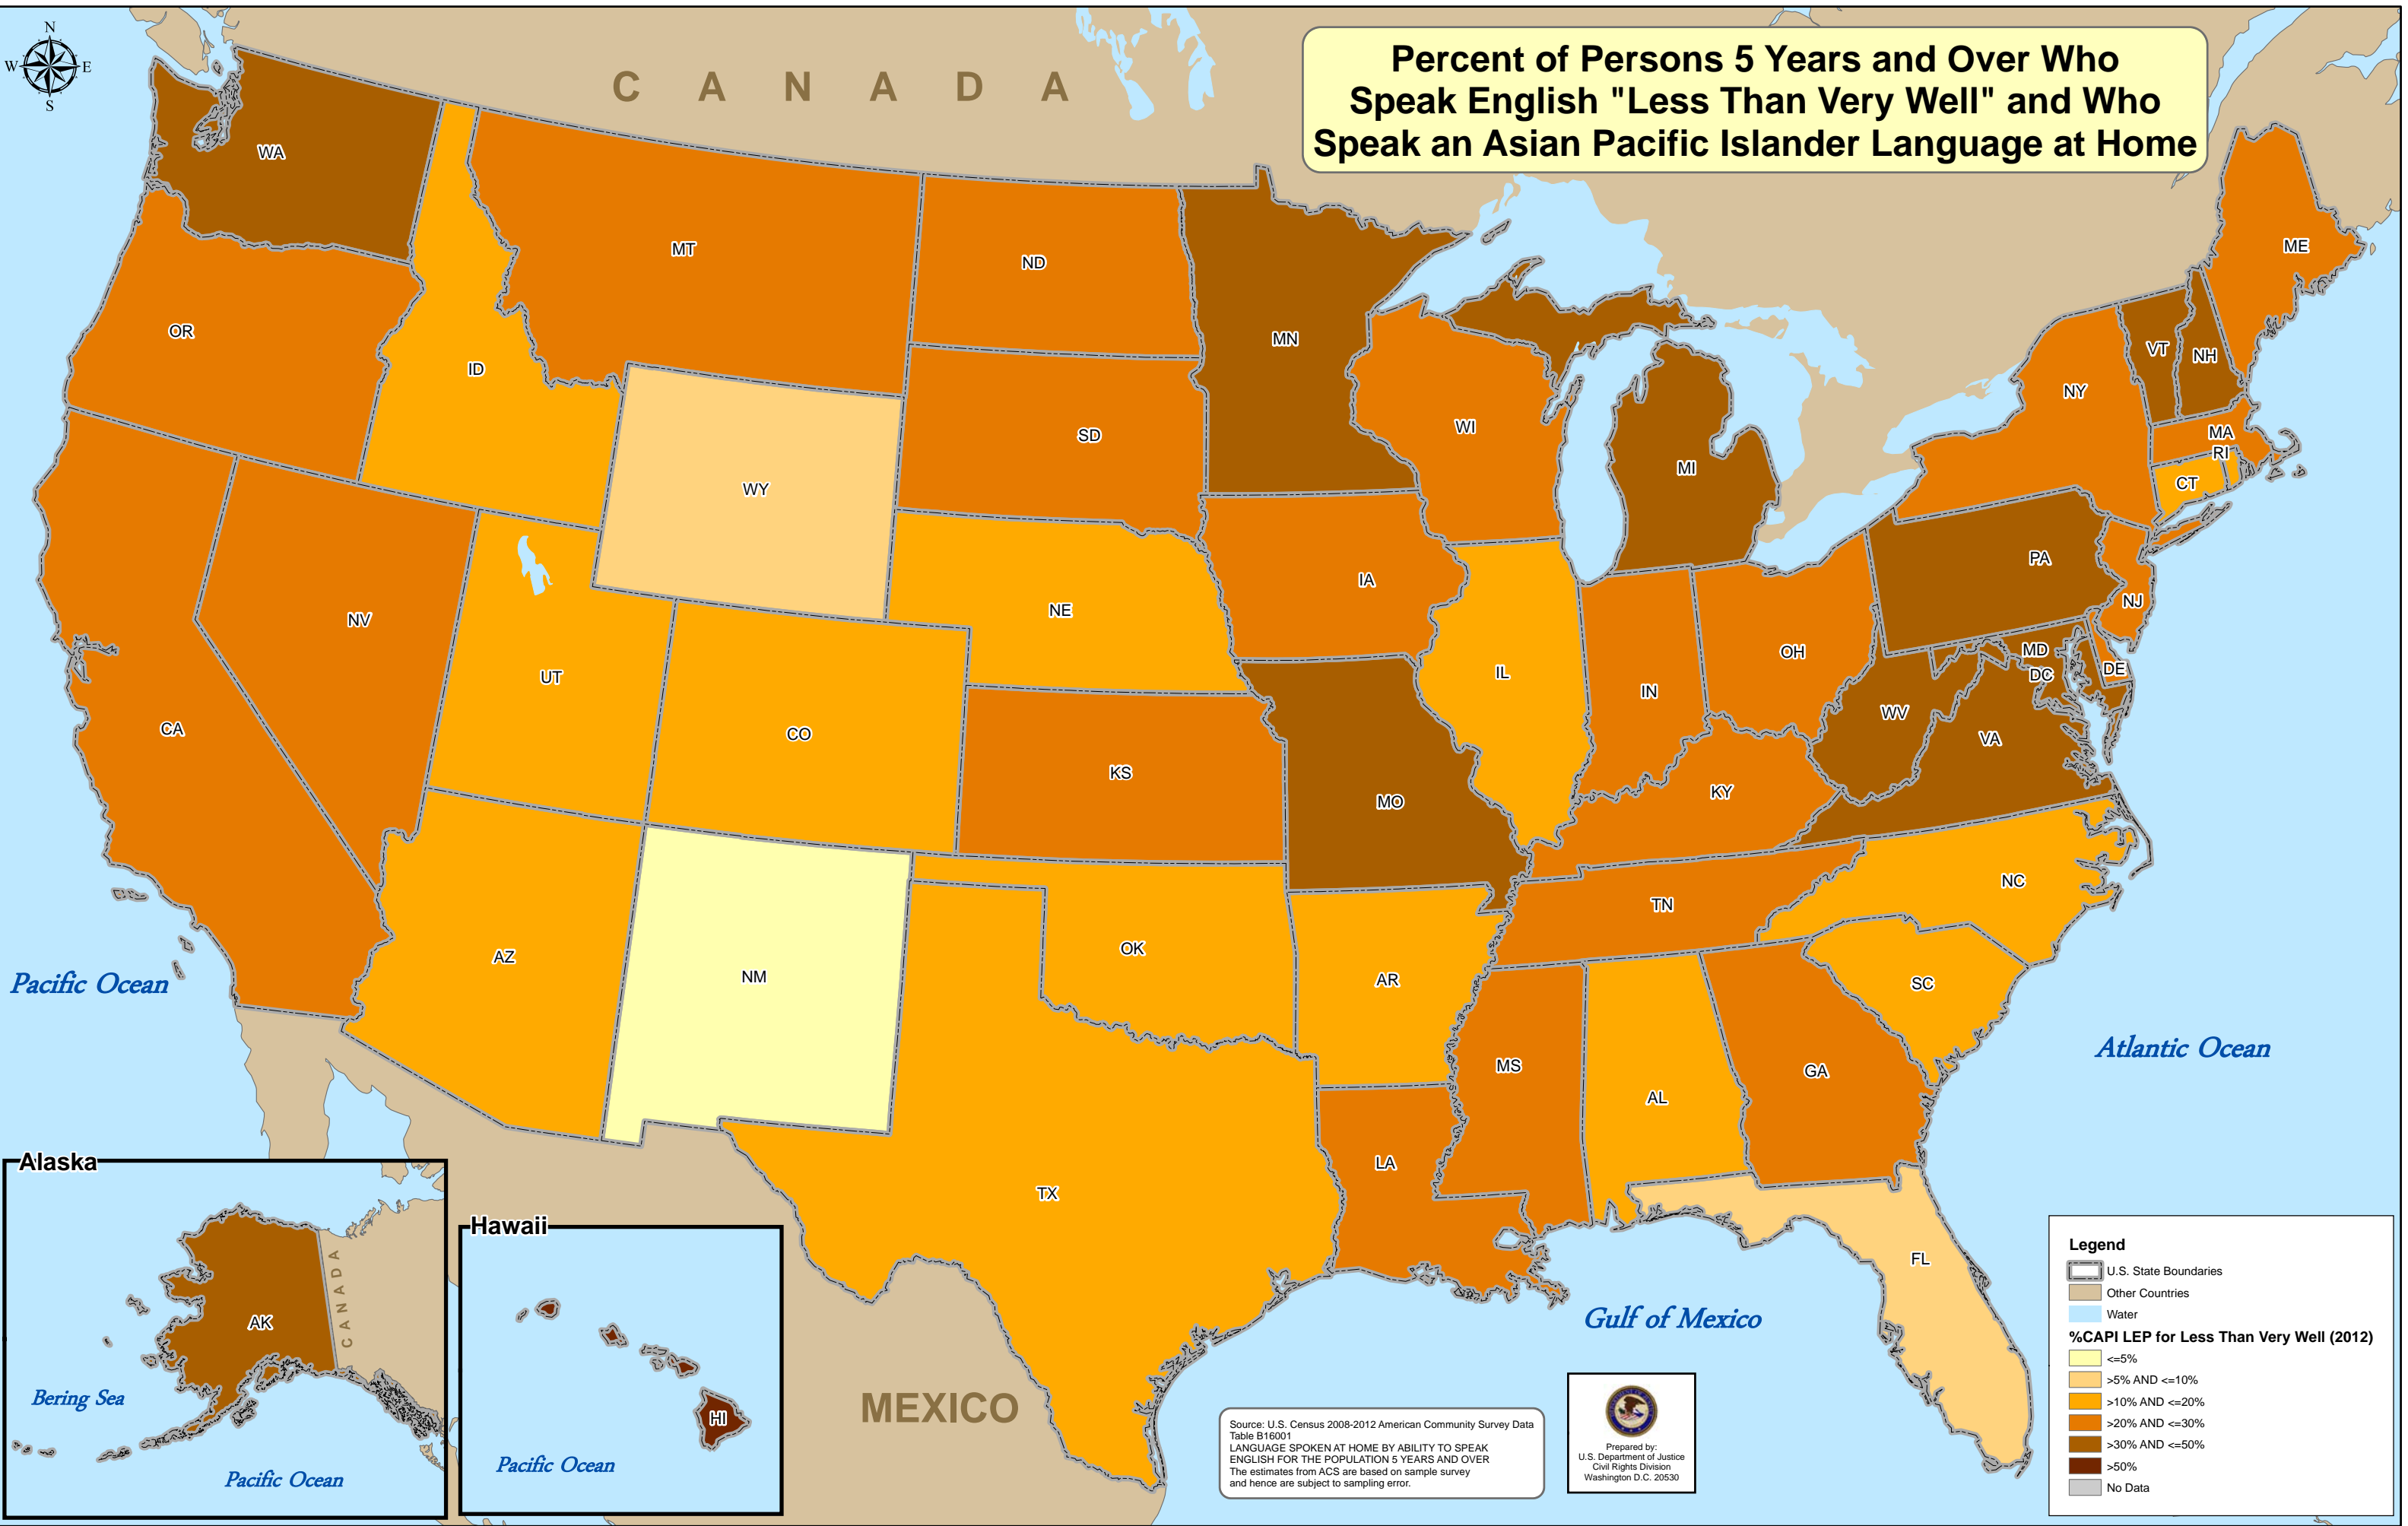 Percent of Persons 5 Years and Over Who
Speak English "Less Than Very Well" and Who
Speak an Asian Pacific Islander Language at Home
N
W
E
S
C A N A D A
WA
MT
ND
MN
ME
OR
ID
SD
WI
MI
VT
NH
NY
MA
RI
CT
WY
NV
UT
CO
NE
IA
IL
IN
OH
PA
NJ
MD
DC
DE
WV
VA
CA
KS
MO
KY
NC
TN
AZ
NM
OK
AR
SC
MS
AL
GA
TX
LA
FL
Pacific Ocean
Atlantic Ocean
Gulf of Mexico
MEXICO
Alaska
CANADA
AK
Bering Sea
Pacific Ocean
Hawaii
HI
Pacific Ocean
Source: U.S. Census 2008-2012 American Community Survey Data
Table B16001
LANGUAGE SPOKEN AT HOME BY ABILITY TO SPEAK
ENGLISH FOR THE POPULATION 5 YEARS AND OVER
The estimates from ACS are based on sample survey
and hence are subject to sampling error.
Prepared by:
U.S. Department of Justice
Civil Rights Division
Washington D.C. 20530
Legend
U.S. State Boundaries
Other Countries
Water
%CAPI LEP for Less Than Very Well (2012)
<=5%
>5% AND <=10%
>10% AND <=20%
>20% AND <=30%
>30% AND <=50%
>50%
No Data